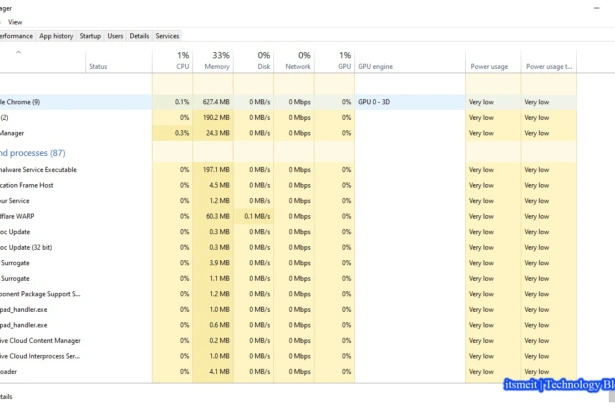 ager
View
erformance App history Startup Users Details Services
1% 33% 0% 0% 1%
Status CPU Memory Disk Network GPU GPU engine Power usage Power usage t...
le Chrome (9) 0.1% 627.4 MB 0 MB/s 0 Mbps 0% GPU 0 - 3D Very low Very low
(2) 0% 190.2 MB 0 MB/s 0 Mbps 0% Very low Very low
Manager 0.3% 24.3 MB 0 MB/s 0 Mbps 0% Very low Very low
nd processes (87)
malware Service Executable 0% 197.1 MB 0 MB/s 0 Mbps 0% Very low Very low
cation Frame Host 0% 4.5 MB 0 MB/s 0 Mbps 0% Very low Very low
our Service 0% 1.2 MB 0 MB/s 0 Mbps 0% Very low Very low
dflare WARP 0% 60.3 MB 0.1 MB/s 0 Mbps 0% Very low Very low
oc Update 0% 0.3 MB 0 MB/s 0 Mbps 0% Very low Very low
oc Update (32 bit) 0% 0.3 MB 0 MB/s 0 Mbps 0% Very low Very low
Surrogate 0% 3.9 MB 0 MB/s 0 Mbps 0% Very low Very low
Surrogate 0% 1.1 MB 0 MB/s 0 Mbps 0% Very low Very low
ponent Package Support S... 0% 1.2 MB 0 MB/s 0 Mbps 0% Very low Very low
pad_handler.exe 0% 1.0 MB 0 MB/s 0 Mbps 0% Very low Very low
pad_handler.exe 0% 0.6 MB 0 MB/s 0 Mbps 0% Very low Very low
ive Cloud Content Manager 0% 0.2 MB 0 MB/s 0 Mbps 0% Very low Very low
ive Cloud Interprocess Ser... 0% 1.0 MB 0 MB/s 0 Mbps 0% Very low Very low
oader 0% 4.1 MB 0 MB/s 0 Mbps 0% Very low Very low
itsmeit | Technology Bl
etails